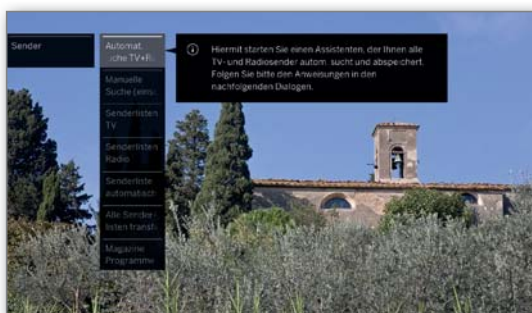 Sender
Automat.
che TV+R
Manuelle
Suche (eins
Senderlisten
TV
Senderlisten
Radio
Senderliste
automatisch
Alle Sender
listen transf
Magazine
Programmv
Hiermit starten Sie einen Assistenten, der Ihnen alle
TV- und Radiosender autom. sucht und abspeichert.
Folgen Sie bitte den Anweisungen in den
nachfolgenden Dialogen.